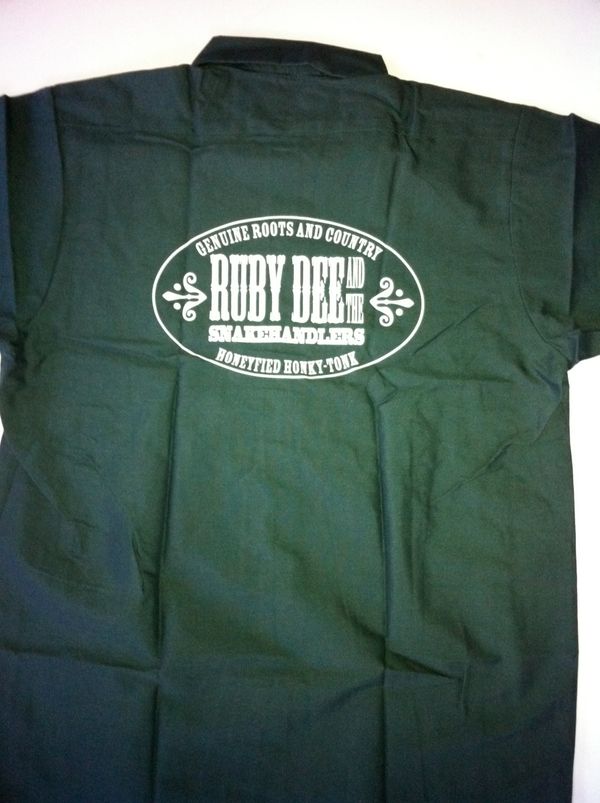 GENUINE ROOTS AND COUNTRY
RUBY DEE AND THE
SNAKEHANDLERS
HONEYFIED HONKY-TONK